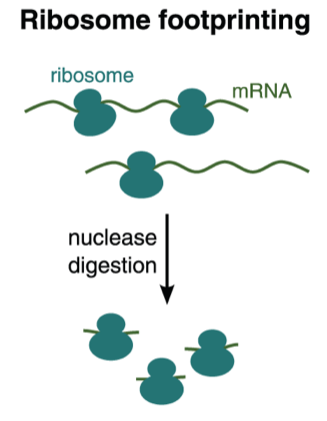 Ribosome footprinting
ribosome
mRNA
nuclease
digestion